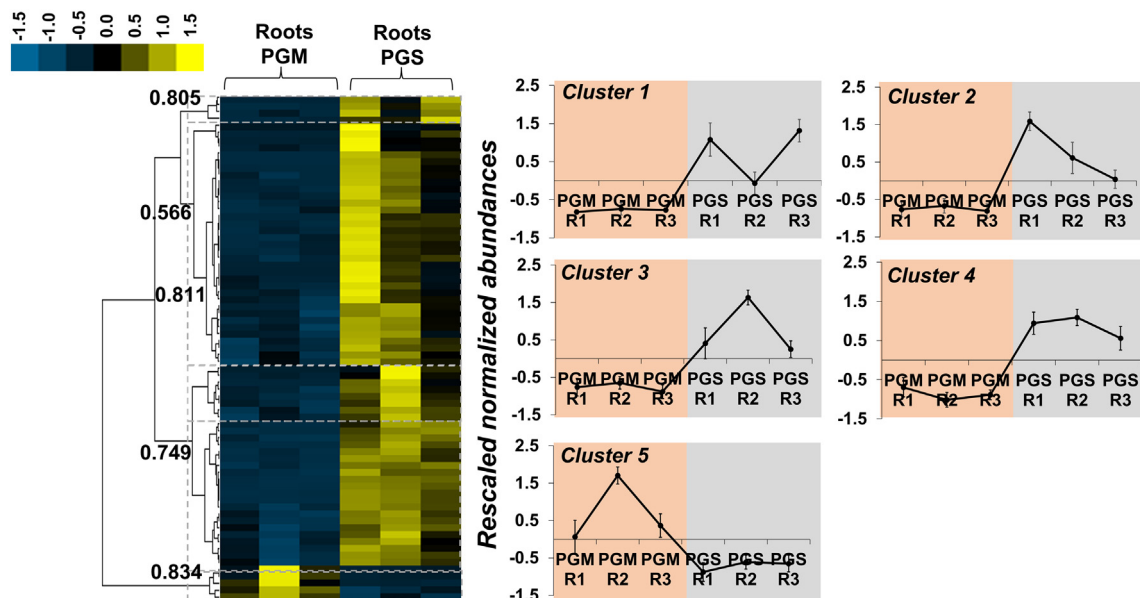 -1.5 -1.0 -0.5 0.0 0.5 1.0 1.5
Roots
PGM
Roots
PGS
0.805
0.566
0.811
0.749
0.834
Rescaled normalized abundances
Cluster 1
2.5
1.5
0.5
-0.5
-1.5
PGM PGM PGM PGS PGS PGS
R1 R2 R3 R1 R2 R3
Cluster 2
2.5
1.5
0.5
-0.5
-1.5
PGM PGM PGM PGS PGS PGS
R1 R2 R3 R1 R2 R3
Cluster 3
2.5
1.5
0.5
-0.5
-1.5
PGM PGM PGM PGS PGS PGS
R1 R2 R3 R1 R2 R3
Cluster 4
2.5
1.5
0.5
-0.5
-1.5
PGM PGM PGM PGS PGS PGS
R1 R2 R3 R1 R2 R3
Cluster 5
2.5
1.5
0.5
-0.5
-1.5
PGM PGM PGM PGS PGS PGS
R1 R2 R3 R1 R2 R3